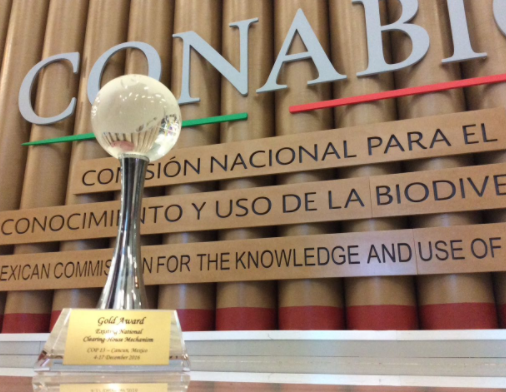 CONABIO
COMISIÓN NACIONAL PARA EL
CONOCIMIENTO Y USO DE LA BIODIVE
EXICAN COMMISSION FOR THE KNOWLEDGE AND USE OF
Gold Award
Existing National
Clearing-House Mechanism
COP 13 - Cancun, Mexico
4-17 December 2016